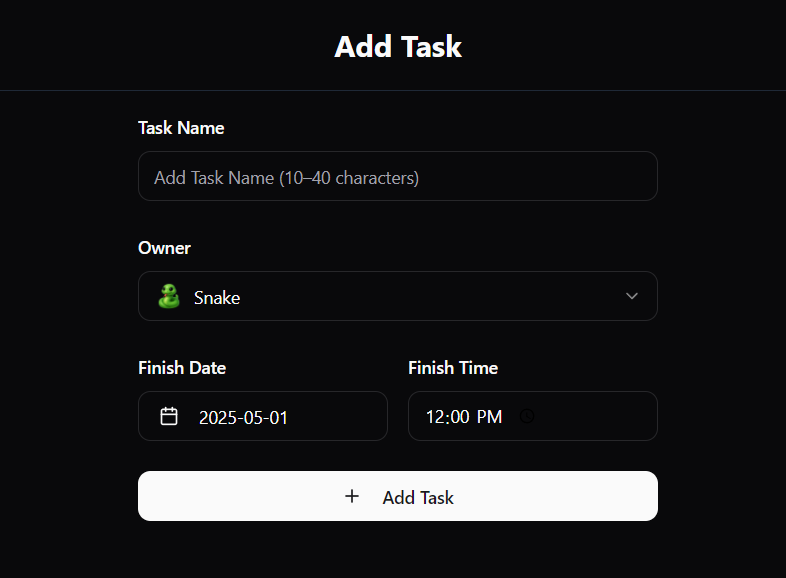 Add Task
Task Name
Add Task Name (10–40 characters)
Owner
Snake
Finish Date
Finish Time
2025-05-01
12:00 PM
Add Task